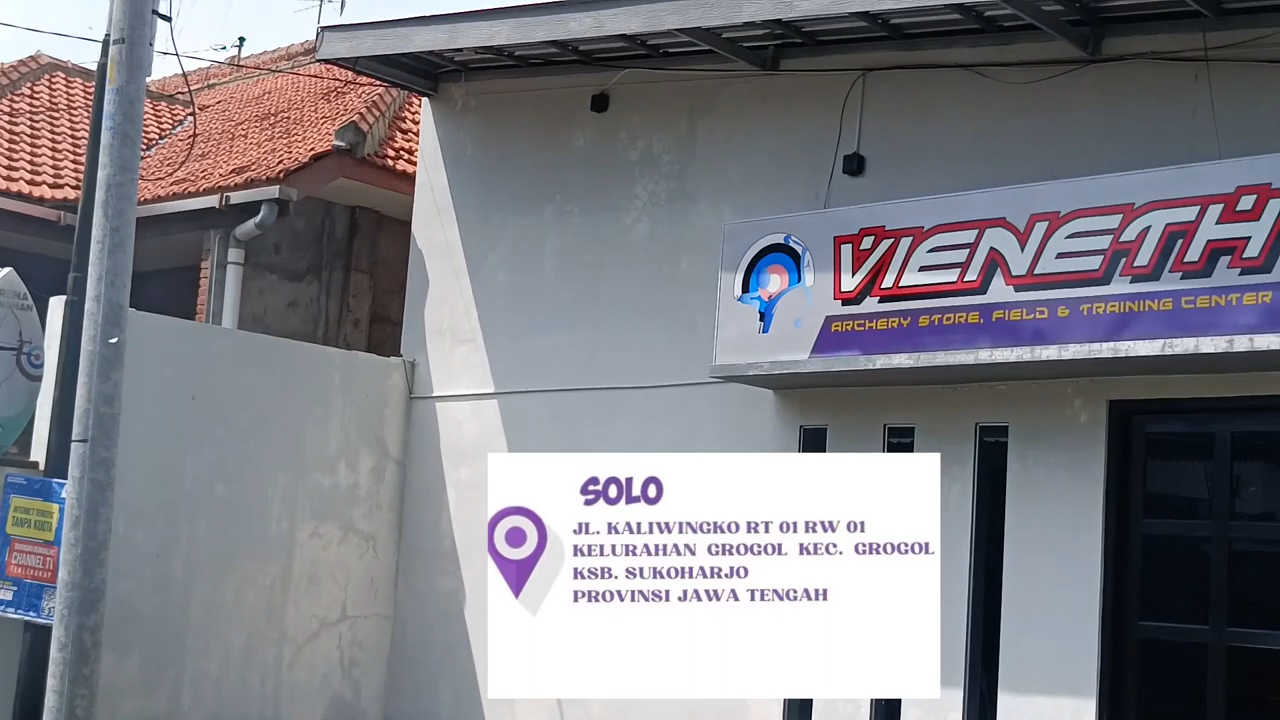 VIENETH
ARCHERY STORE, FIELD & TRAINING CENTER
INTERNET
TANPA KUOTA
CHANNEL TV
SOLO
JL. KALIWINGKO RT 01 RW 01
KELURAHAN GROGOL KEC. GROGOL
KSB. SUKOHARJO
PROVINSI JAWA TENGAH